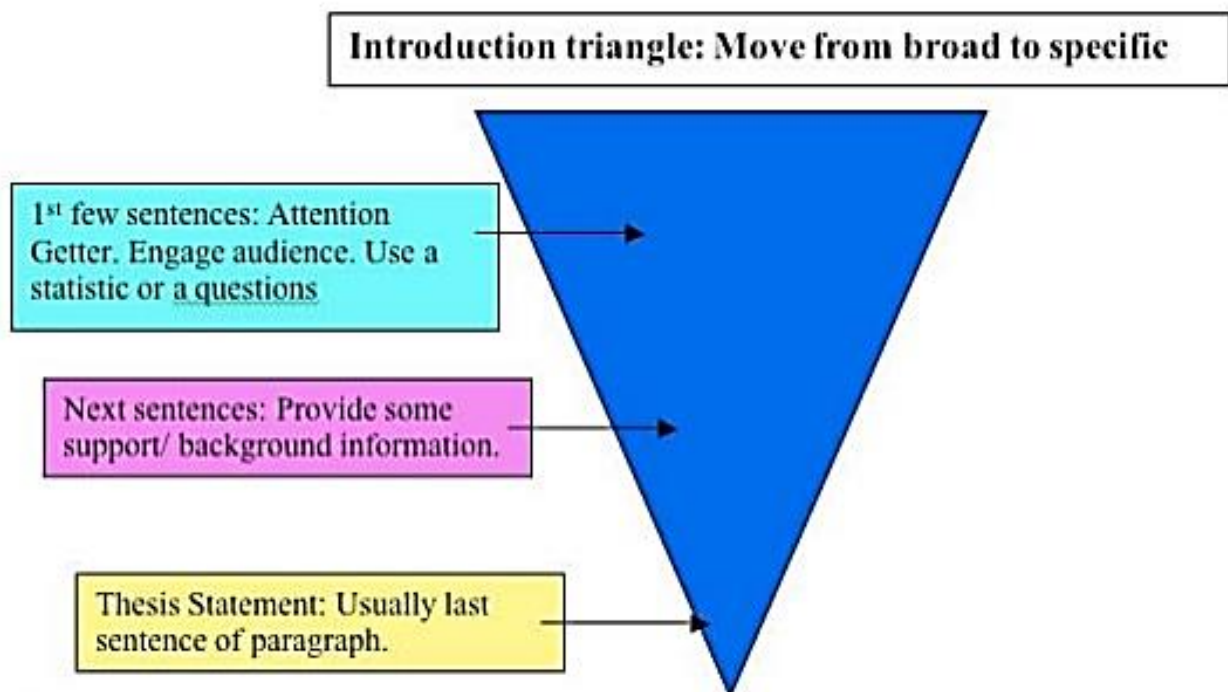 Introduction triangle: Move from broad to specific
1st few sentences: Attention
Getter. Engage audience. Use a
statistic or a questions
Next sentences: Provide some
support/ background information.
Thesis Statement: Usually last
sentence of paragraph.